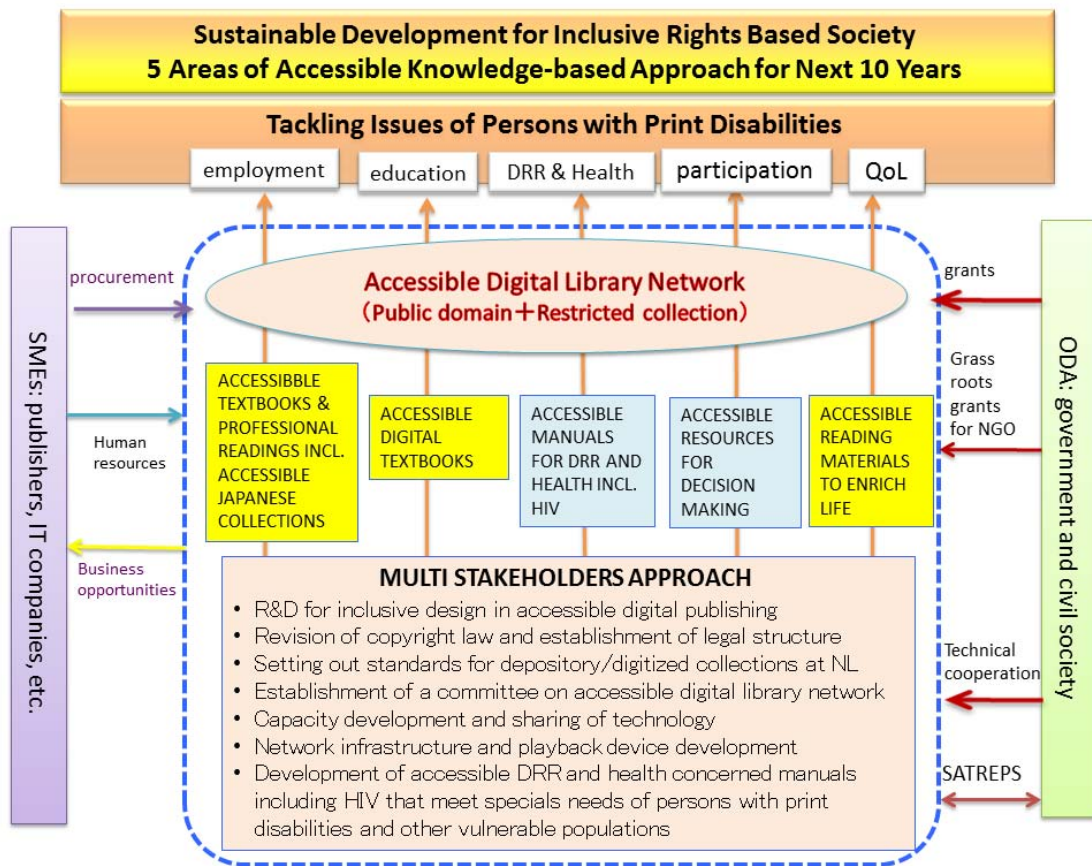 Sustainable Development for Inclusive Rights Based Society
5 Areas of Accessible Knowledge-based Approach for Next 10 Years
Tackling Issues of Persons with Print Disabilities
employment
education
DRR & Health
participation
QoL
SMEs: publishers, IT companies, etc.
procurement
Human
resources
Business
opportunities
Accessible Digital Library Network
（Public domain＋Restricted collection）
ACCESSIBBLE
TEXTBOOKS &
PROFESSIONAL
READINGS INCL.
ACCESSIBLE
JAPANESE
COLLECTIONS
ACCESSIBLE
DIGITAL
TEXTBOOKS
ACCESSIBLE
MANUALS
FOR DRR AND
HEALTH INCL.
HIV
ACCESSIBLE
RESOURCES
FOR
DECISION
MAKING
ACCESSIBLE
READING
MATERIALS
TO ENRICH
LIFE
MULTI STAKEHOLDERS APPROACH
• R&D for inclusive design in accessible digital publishing
• Revision of copyright law and establishment of legal structure
• Setting out standards for depository/digitized collections at NL
• Establishment of a committee on accessible digital library network
• Capacity development and sharing of technology
• Network infrastructure and playback device development
• Development of accessible DRR and health concerned manuals
including HIV that meet specials needs of persons with print
disabilities and other vulnerable populations
grants
Grass
roots
grants
for NGO
Technical
cooperation
SATREPS
ODA: government and civil society